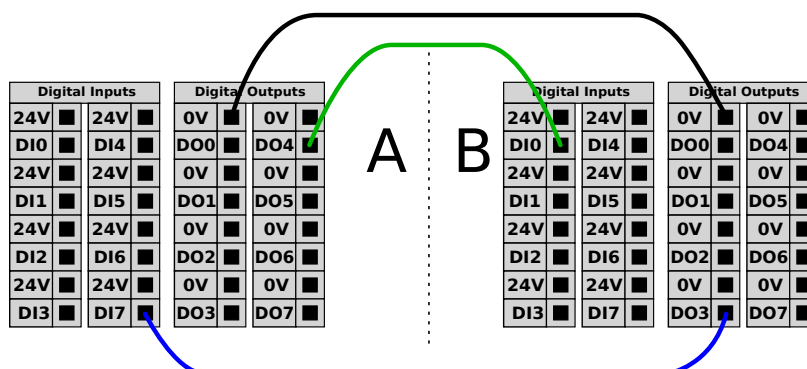 Digital Inputs Digital Outputs Digital Inputs Digital Outputs
24V 24V 0V 0V 24V 24V 0V 0V
DI0 DI4 DO0 DO4 A B DI0 DI4 DO0 DO4
24V 24V 0V 0V 24V 24V 0V 0V
DI1 DI5 DO1 DO5 DI1 DI5 DO1 DO5
24V 24V 0V 0V 24V 24V 0V 0V
DI2 DI6 DO2 DO6 DI2 DI6 DO2 DO6
24V 24V 0V 0V 24V 24V 0V 0V
DI3 DI7 DO3 DO7 DI3 DI7 DO3 DO7